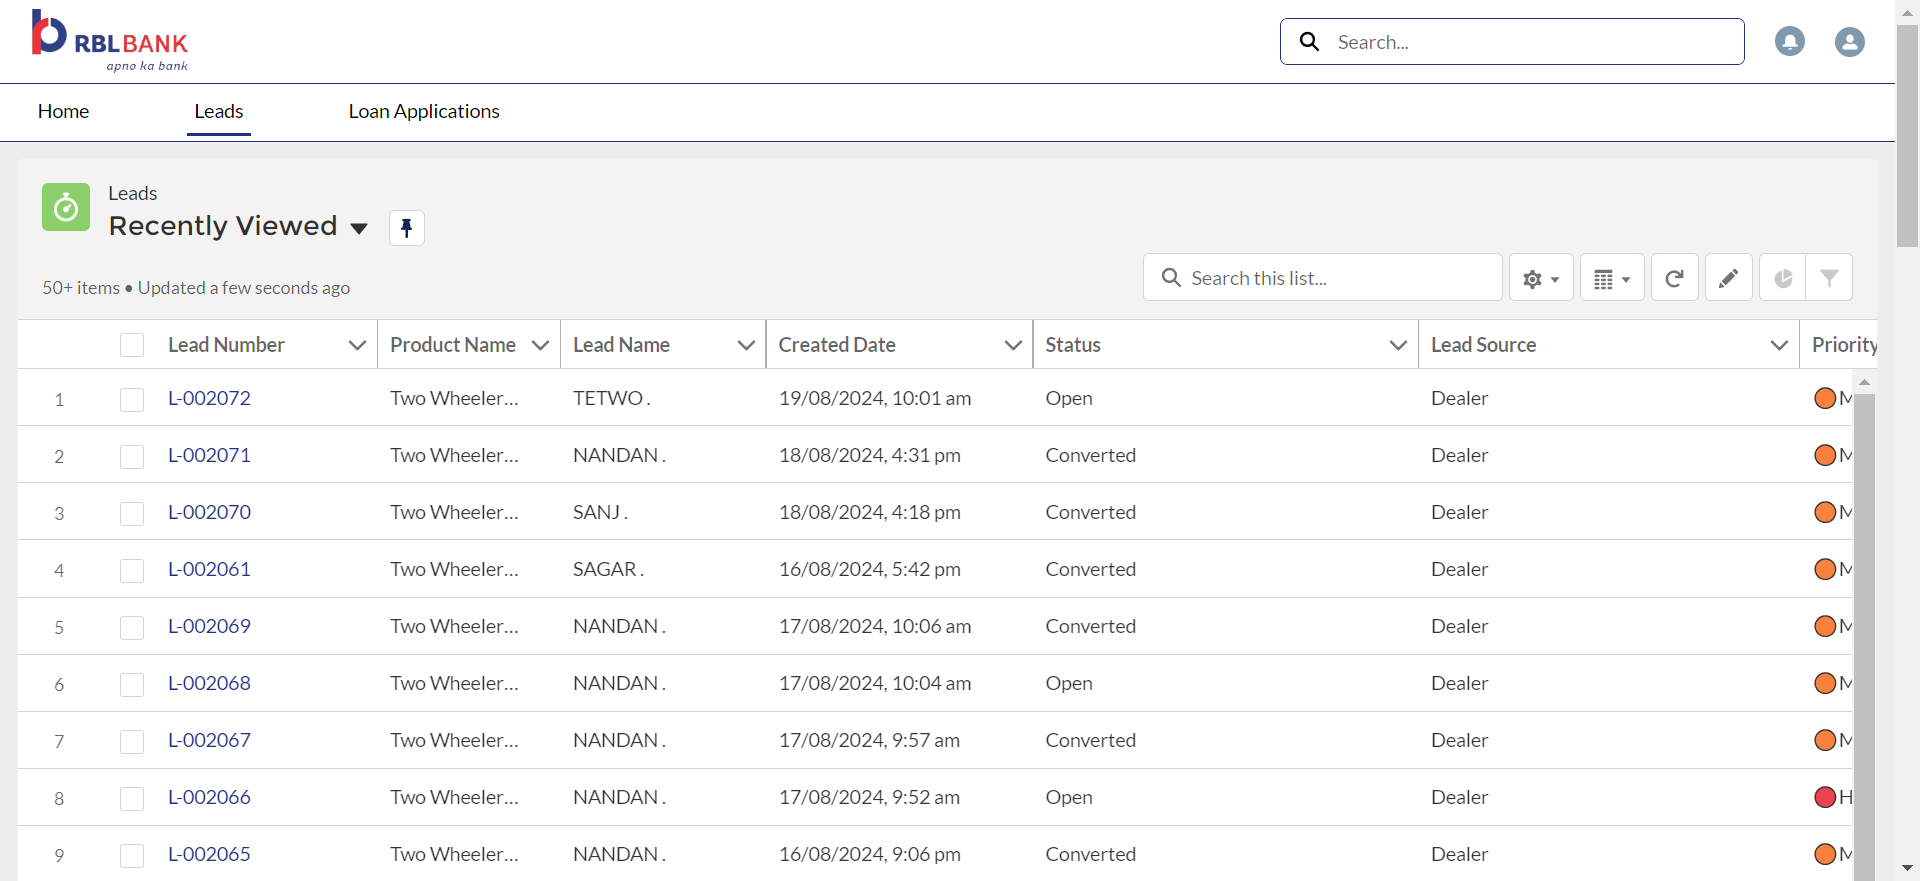 RBLBANK
apno ka bank
Search...
Home Leads Loan Applications
Leads
Recently Viewed
50+ items • Updated a few seconds ago
Search this list...
Lead Number Product Name Lead Name Created Date Status Lead Source Priority
1 L-002072 Two Wheeler... TETWO . 19/08/2024, 10:01 am Open Dealer M
2 L-002071 Two Wheeler... NANDAN . 18/08/2024, 4:31 pm Converted Dealer M
3 L-002070 Two Wheeler... SANJ . 18/08/2024, 4:18 pm Converted Dealer M
4 L-002061 Two Wheeler... SAGAR . 16/08/2024, 5:42 pm Converted Dealer M
5 L-002069 Two Wheeler... NANDAN . 17/08/2024, 10:06 am Converted Dealer M
6 L-002068 Two Wheeler... NANDAN . 17/08/2024, 10:04 am Open Dealer M
7 L-002067 Two Wheeler... NANDAN . 17/08/2024, 9:57 am Converted Dealer M
8 L-002066 Two Wheeler... NANDAN . 17/08/2024, 9:52 am Open Dealer H
9 L-002065 Two Wheeler... NANDAN . 16/08/2024, 9:06 pm Converted Dealer M